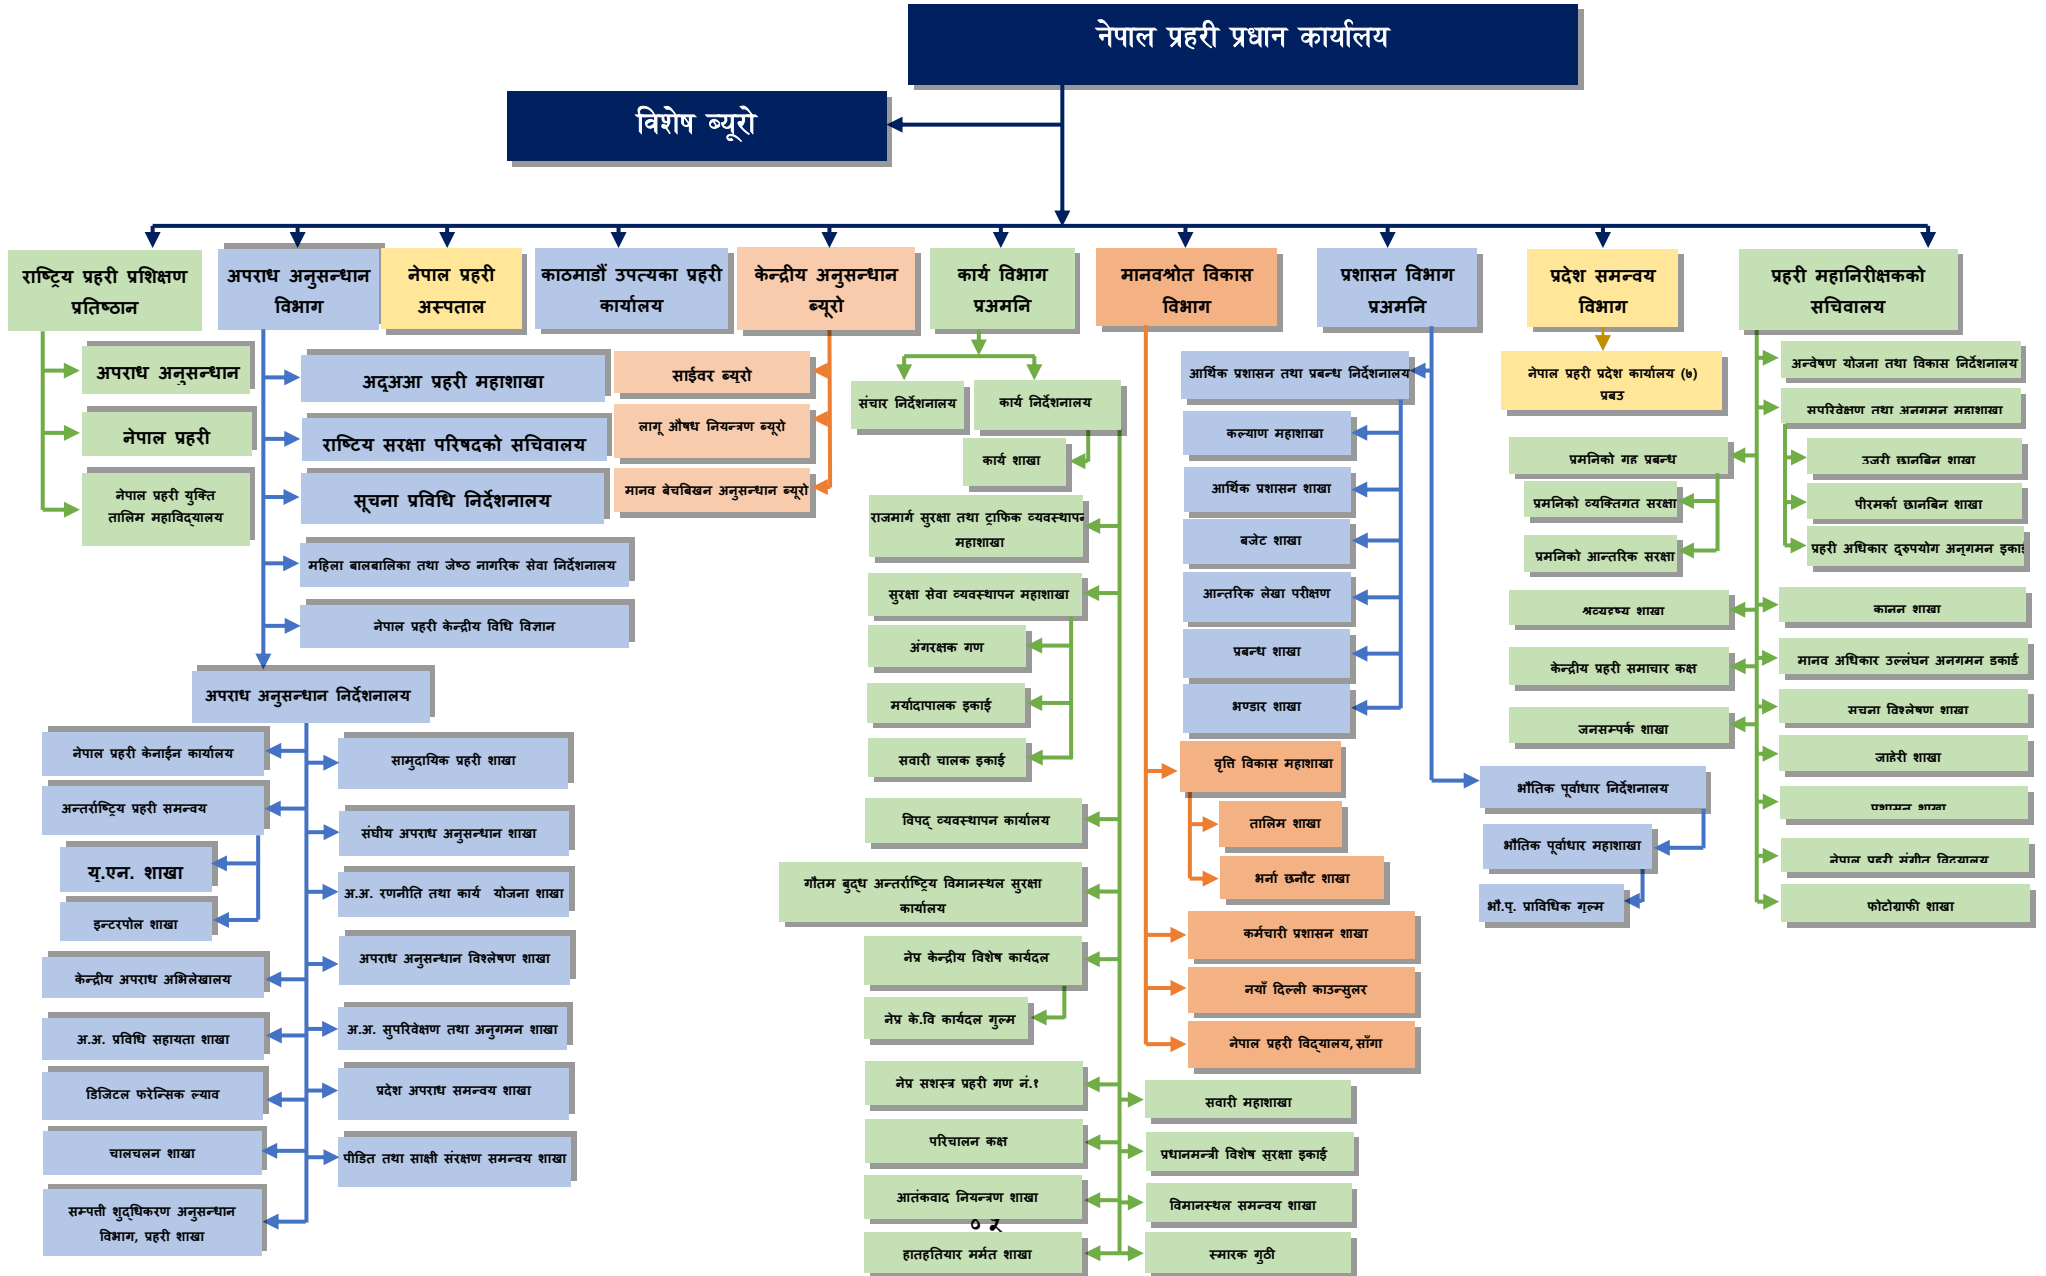 नेपाल प्रहरी प्रधान कार्यालय
विशेष ब्यूरो
राष्ट्रिय प्रहरी प्रशिक्षण
प्रतिष्ठान
अपराध अनुसन्धान
विभाग
नेपाल प्रहरी
अस्पताल
काठमाडौं उपत्यका प्रहरी
कार्यालय
केन्द्रीय अनुसन्धान
ब्यूरो
कार्य विभाग
प्रअमनि
मानवश्रोत विकास
विभाग
प्रशासन विभाग
प्रअमनि
प्रदेश समन्वय
विभाग
प्रहरी महानिरीक्षकको
सचिवालय
अपराध अनुसन्धान
नेपाल प्रहरी
नेपाल प्रहरी युक्ति
तालिम महाविद्यालय
अद्अआ प्रहरी महाशाखा
राष्टिय सरक्षा परिषदको सचिवालय
सूचना प्रविधि निर्देशनालय
महिला बालबालिका तथा जेष्ठ नागरिक सेवा निर्देशनालय
नेपाल प्रहरी केन्द्रीय विधि विज्ञान
अपराध अनुसन्धान निर्देशनालय
नेपाल प्रहरी केनाईन कार्यालय
अन्तर्राष्ट्रिय प्रहरी समन्वय
यू.एन. शाखा
इन्टरपोल शाखा
केन्द्रीय अपराध अभिलेखालय
अ.अ. प्रविधि सहायता शाखा
डिजिटल फरेन्सिक ल्याव
चालचलन शाखा
सम्पत्ती शुद्धिकरण अनुसन्धान
विभाग, प्रहरी शाखा
सामुदायिक प्रहरी शाखा
संघीय अपराध अनुसन्धान शाखा
अ.अ. रणनीति तथा कार्य योजना शाखा
अपराध अनुसन्धान विश्लेषण शाखा
अ.अ. सुपरिवेक्षण तथा अनुगमन शाखा
प्रदेश अपराध समन्वय शाखा
पीडित तथा साक्षी संरक्षण समन्वय शाखा
साईवर ब्यूरो
लागू औषध नियन्त्रण ब्यूरो
मानव बेचबिखन अनुसन्धान ब्यूरो
संचार निर्देशनालय
कार्य निर्देशनालय
कार्य शाखा
राजमार्ग सुरक्षा तथा ट्राफिक व्यवस्थापन
महाशाखा
सुरक्षा सेवा व्यवस्थापन महाशाखा
अंगरक्षक गण
मर्यादापालक इकाई
सवारी चालक इकाई
विपद् व्यवस्थापन कार्यालय
गौतम बुद्ध अन्तर्राष्ट्रिय विमानस्थल सुरक्षा
कार्यालय
नेप्र केन्द्रीय विशेष कार्यदल
नेप्र के.वि कार्यदल गुल्म
नेप्र सशस्त्र प्रहरी गण नं.१
परिचालन कक्ष
आतंकवाद नियन्त्रण शाखा
हातहतियार मर्मत शाखा
सवारी महाशाखा
प्रधानमन्त्री विशेष सुरक्षा इकाई
विमानस्थल समन्वय शाखा
स्मारक गुठी
आर्थिक प्रशासन तथा प्रबन्ध निर्देशनालय
कल्याण महाशाखा
आर्थिक प्रशासन शाखा
बजेट शाखा
आन्तरिक लेखा परीक्षण
प्रबन्ध शाखा
भण्डार शाखा
वृत्ति विकास महाशाखा
तालिम शाखा
भर्ना छनौट शाखा
कर्मचारी प्रशासन शाखा
नयाँ दिल्ली काउन्सुलर
नेपाल प्रहरी विद्यालय,साँगा
भौतिक पूर्वाधार निर्देशनालय
भौतिक पूर्वाधार महाशाखा
भौ.पू. प्राविधिक गुल्म
नेपाल प्रहरी प्रदेश कार्यालय (७)
प्रबउ
प्रमनिको गृह प्रबन्ध
प्रमनिको व्यक्तिगत सुरक्षा
प्रमनिको आन्तरिक सुरक्षा
श्रव्यदृष्य शाखा
केन्द्रीय प्रहरी समाचार कक्ष
जनसम्पर्क शाखा
अन्वेषण योजना तथा विकास निर्देशनालय
सुपरिवेक्षण तथा अनुगमन महाशाखा
उजुरी छानबिन शाखा
पीरमर्का छानबिन शाखा
प्रहरी अधिकार दुरुपयोग अनुगमन इकाई
कानून शाखा
मानव अधिकार उल्लंघन अनुगमन इकाई
सूचना विश्लेषण शाखा
जाहेरी शाखा
प्रशासन शाखा
नेपाल प्रहरी संगीत विद्यालय
फोटोग्राफी शाखा